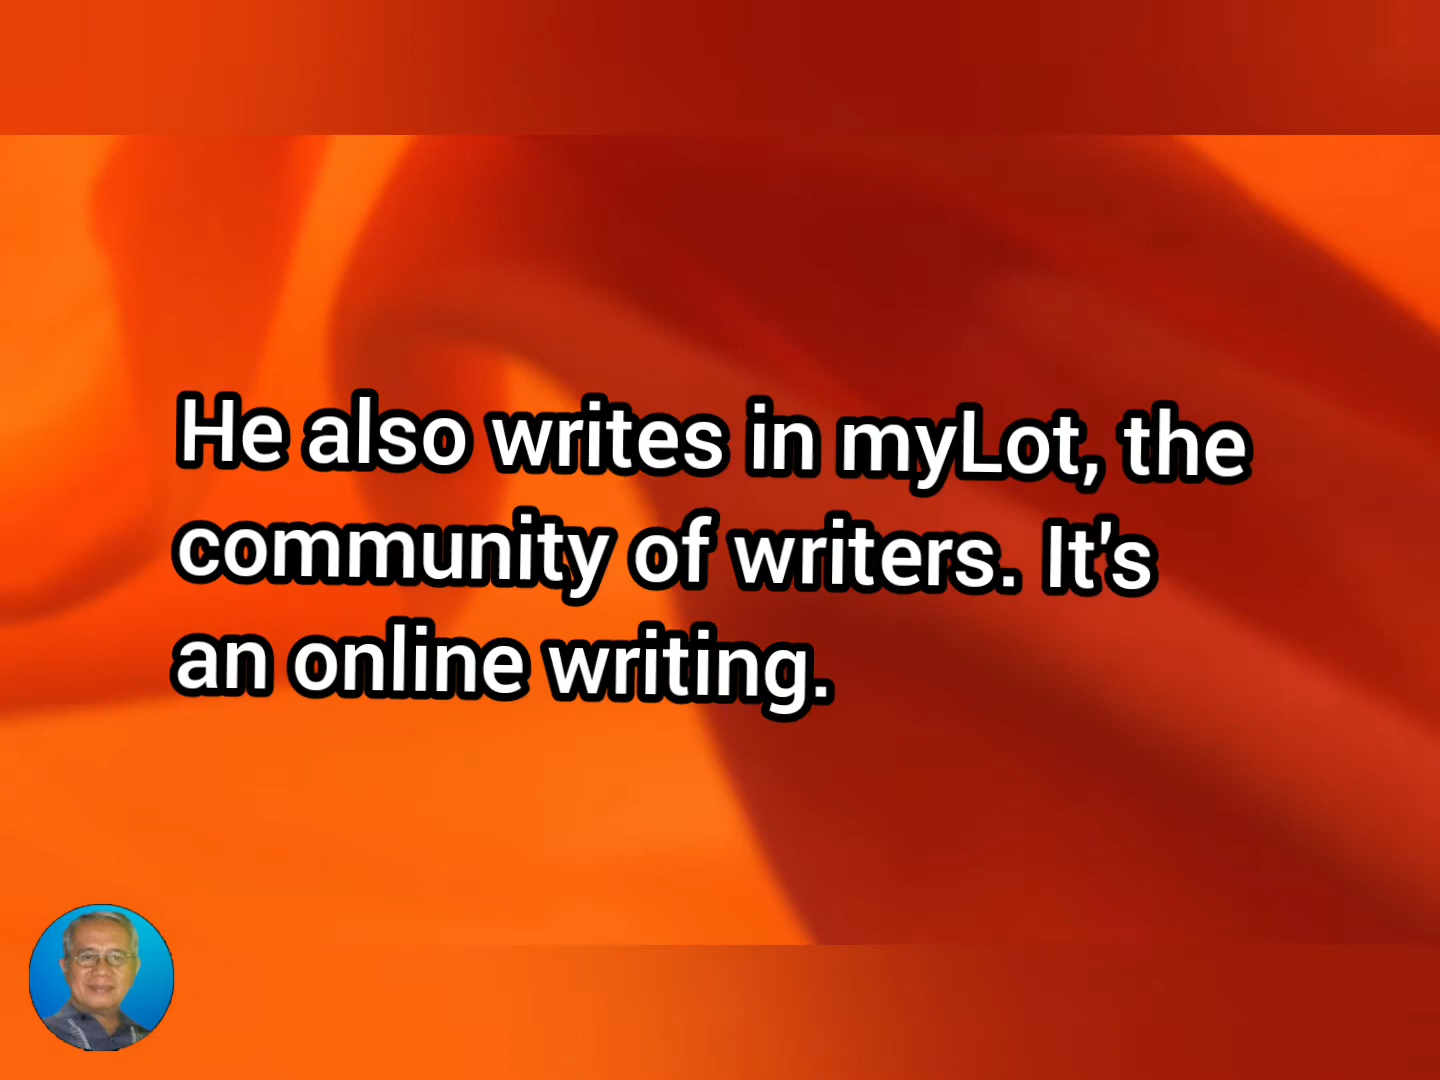 He also writes in myLot, the
community of writers. It's
an online writing.